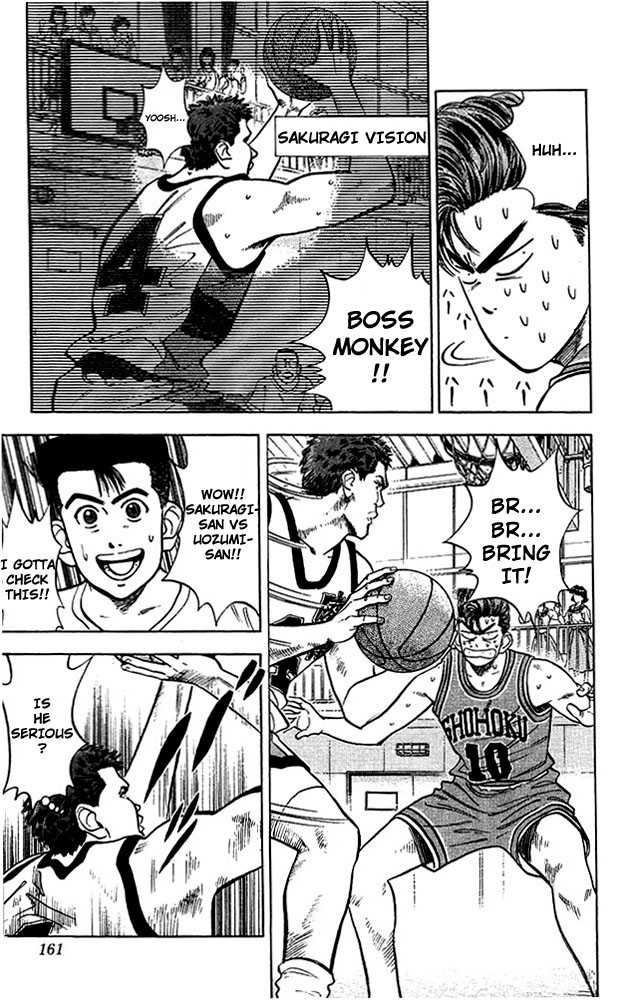 HUH...
SAKURAGI VISION
YOOSH...
4
BOSS
MONKEY
!!
BR...
BR...
BRING
IT!
SHOHOKU
10
WOW!!
SAKURAGI-
SAN VS
UOZUMI-
SAN!!
I GOTTA
CHECK
THIS!!
IS
HE
SERIOUS
?
161